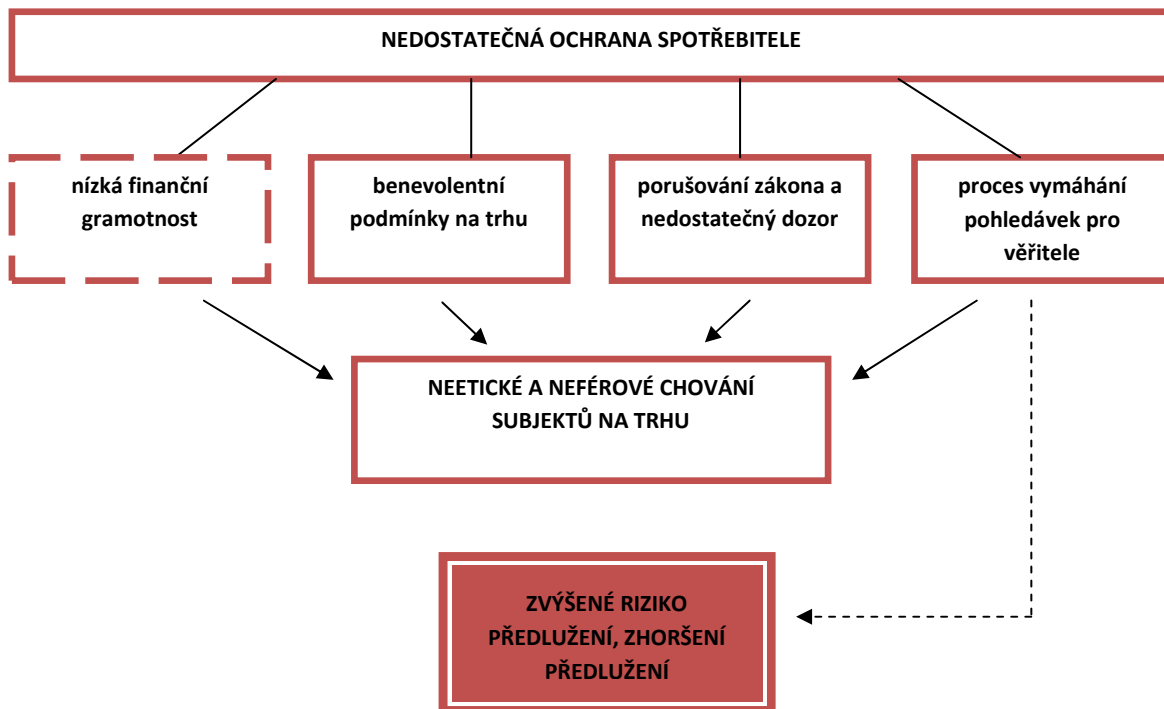 NEDOSTATEČNÁ OCHRANA SPOTŘEBITELE
nízká finanční
gramotnost
benevolentní
podmínky na trhu
porušování zákona a
nedostatečný dozor
proces vymáhání
pohledávek pro
věřitele
NEETICKÉ A NEFÉROVÉ CHOVÁNÍ
SUBJEKTŮ NA TRHU
ZVÝŠENÉ RIZIKO
PŘEDLUŽENÍ, ZHORŠENÍ
PŘEDLUŽENÍ